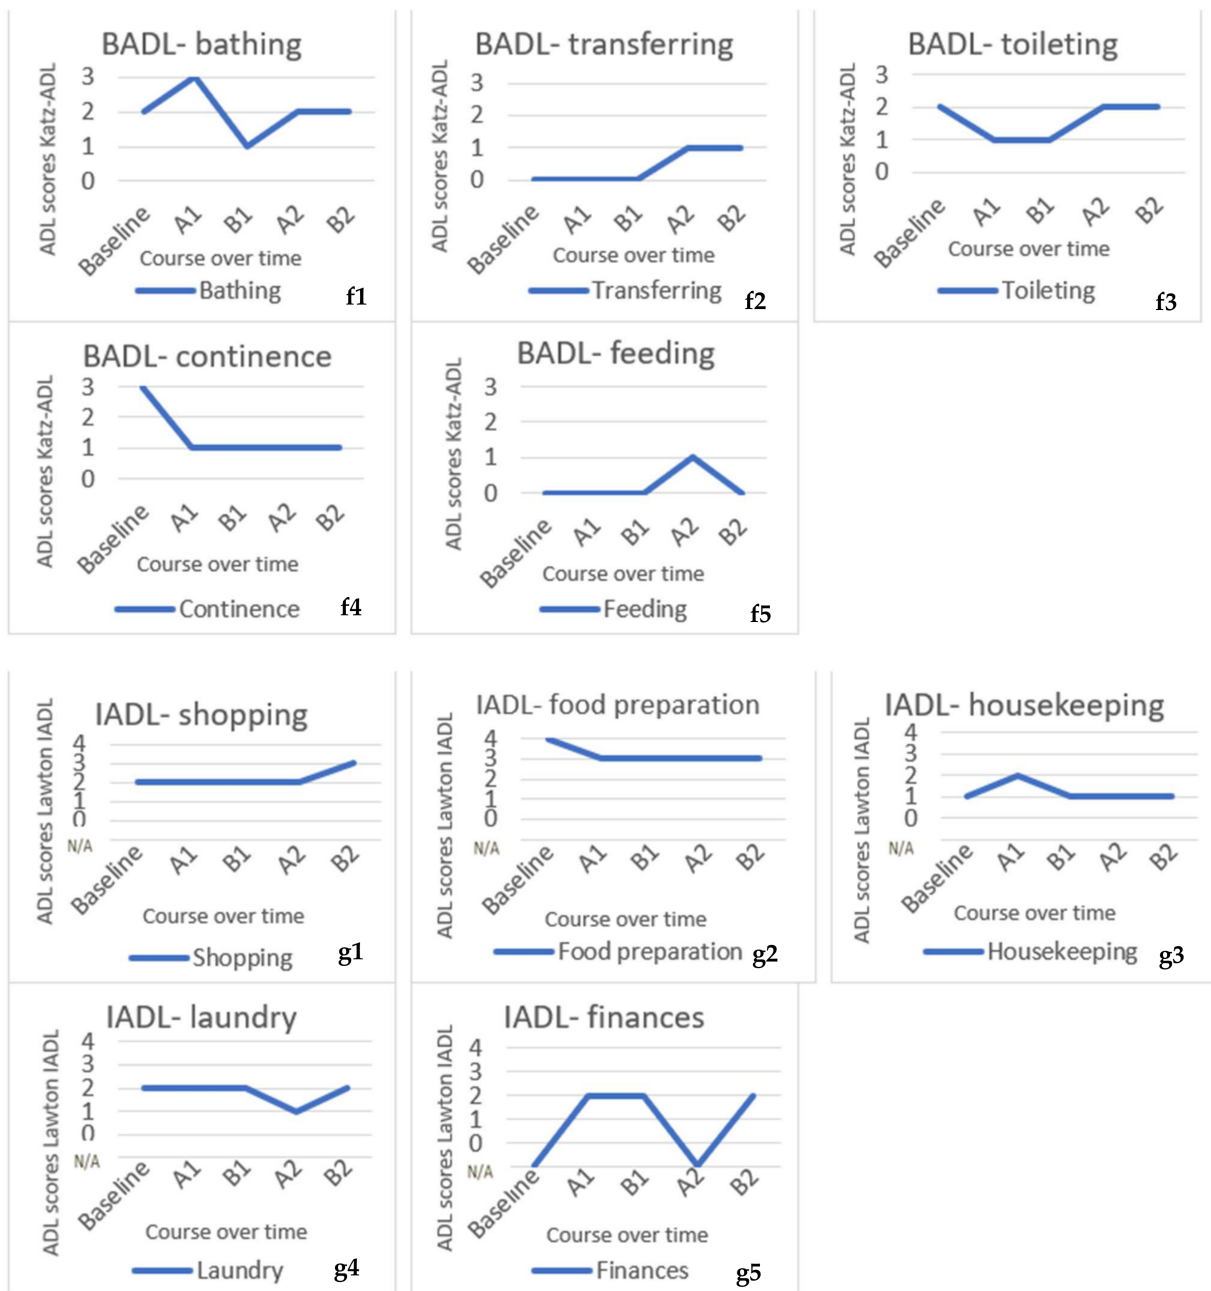 BADL- bathing
ADL scores Katz-ADL
3
2
1
0
Baseline
A1
B1
A2
B2
Course over time
Bathing
f1
BADL- transferring
ADL scores Katz-ADL
3
2
1
0
Baseline
A1
B1
A2
B2
Course over time
Transferring
f2
BADL- toileting
ADL scores Katz-ADL
3
2
1
0
Baseline
A1
B1
A2
B2
Course over time
Toileting
f3
BADL- continence
ADL scores Katz-ADL
3
2
1
0
Baseline
A1
B1
A2
B2
Course over time
Continence
f4
BADL- feeding
ADL scores Katz-ADL
3
2
1
0
Baseline
A1
B1
A2
B2
Course over time
Feeding
f5
IADL- shopping
ADL scores Lawton IADL
4
3
2
1
0
N/A
Baseline
A1
B1
A2
B2
Course over time
Shopping
g1
IADL- food preparation
ADL scores Lawton IADL
4
3
2
1
0
N/A
Baseline
A1
B1
A2
B2
Course over time
Food preparation
g2
IADL- housekeeping
ADL scores Lawton IADL
4
3
2
1
0
N/A
Baseline
A1
B1
A2
B2
Course over time
Housekeeping
g3
IADL- laundry
ADL scores Lawton IADL
4
3
2
1
0
N/A
Baseline
A1
B1
A2
B2
Course over time
Laundry
g4
IADL- finances
ADL scores Lawton IADL
4
3
2
1
0
N/A
Baseline
A1
B1
A2
B2
Course over time
Finances
g5